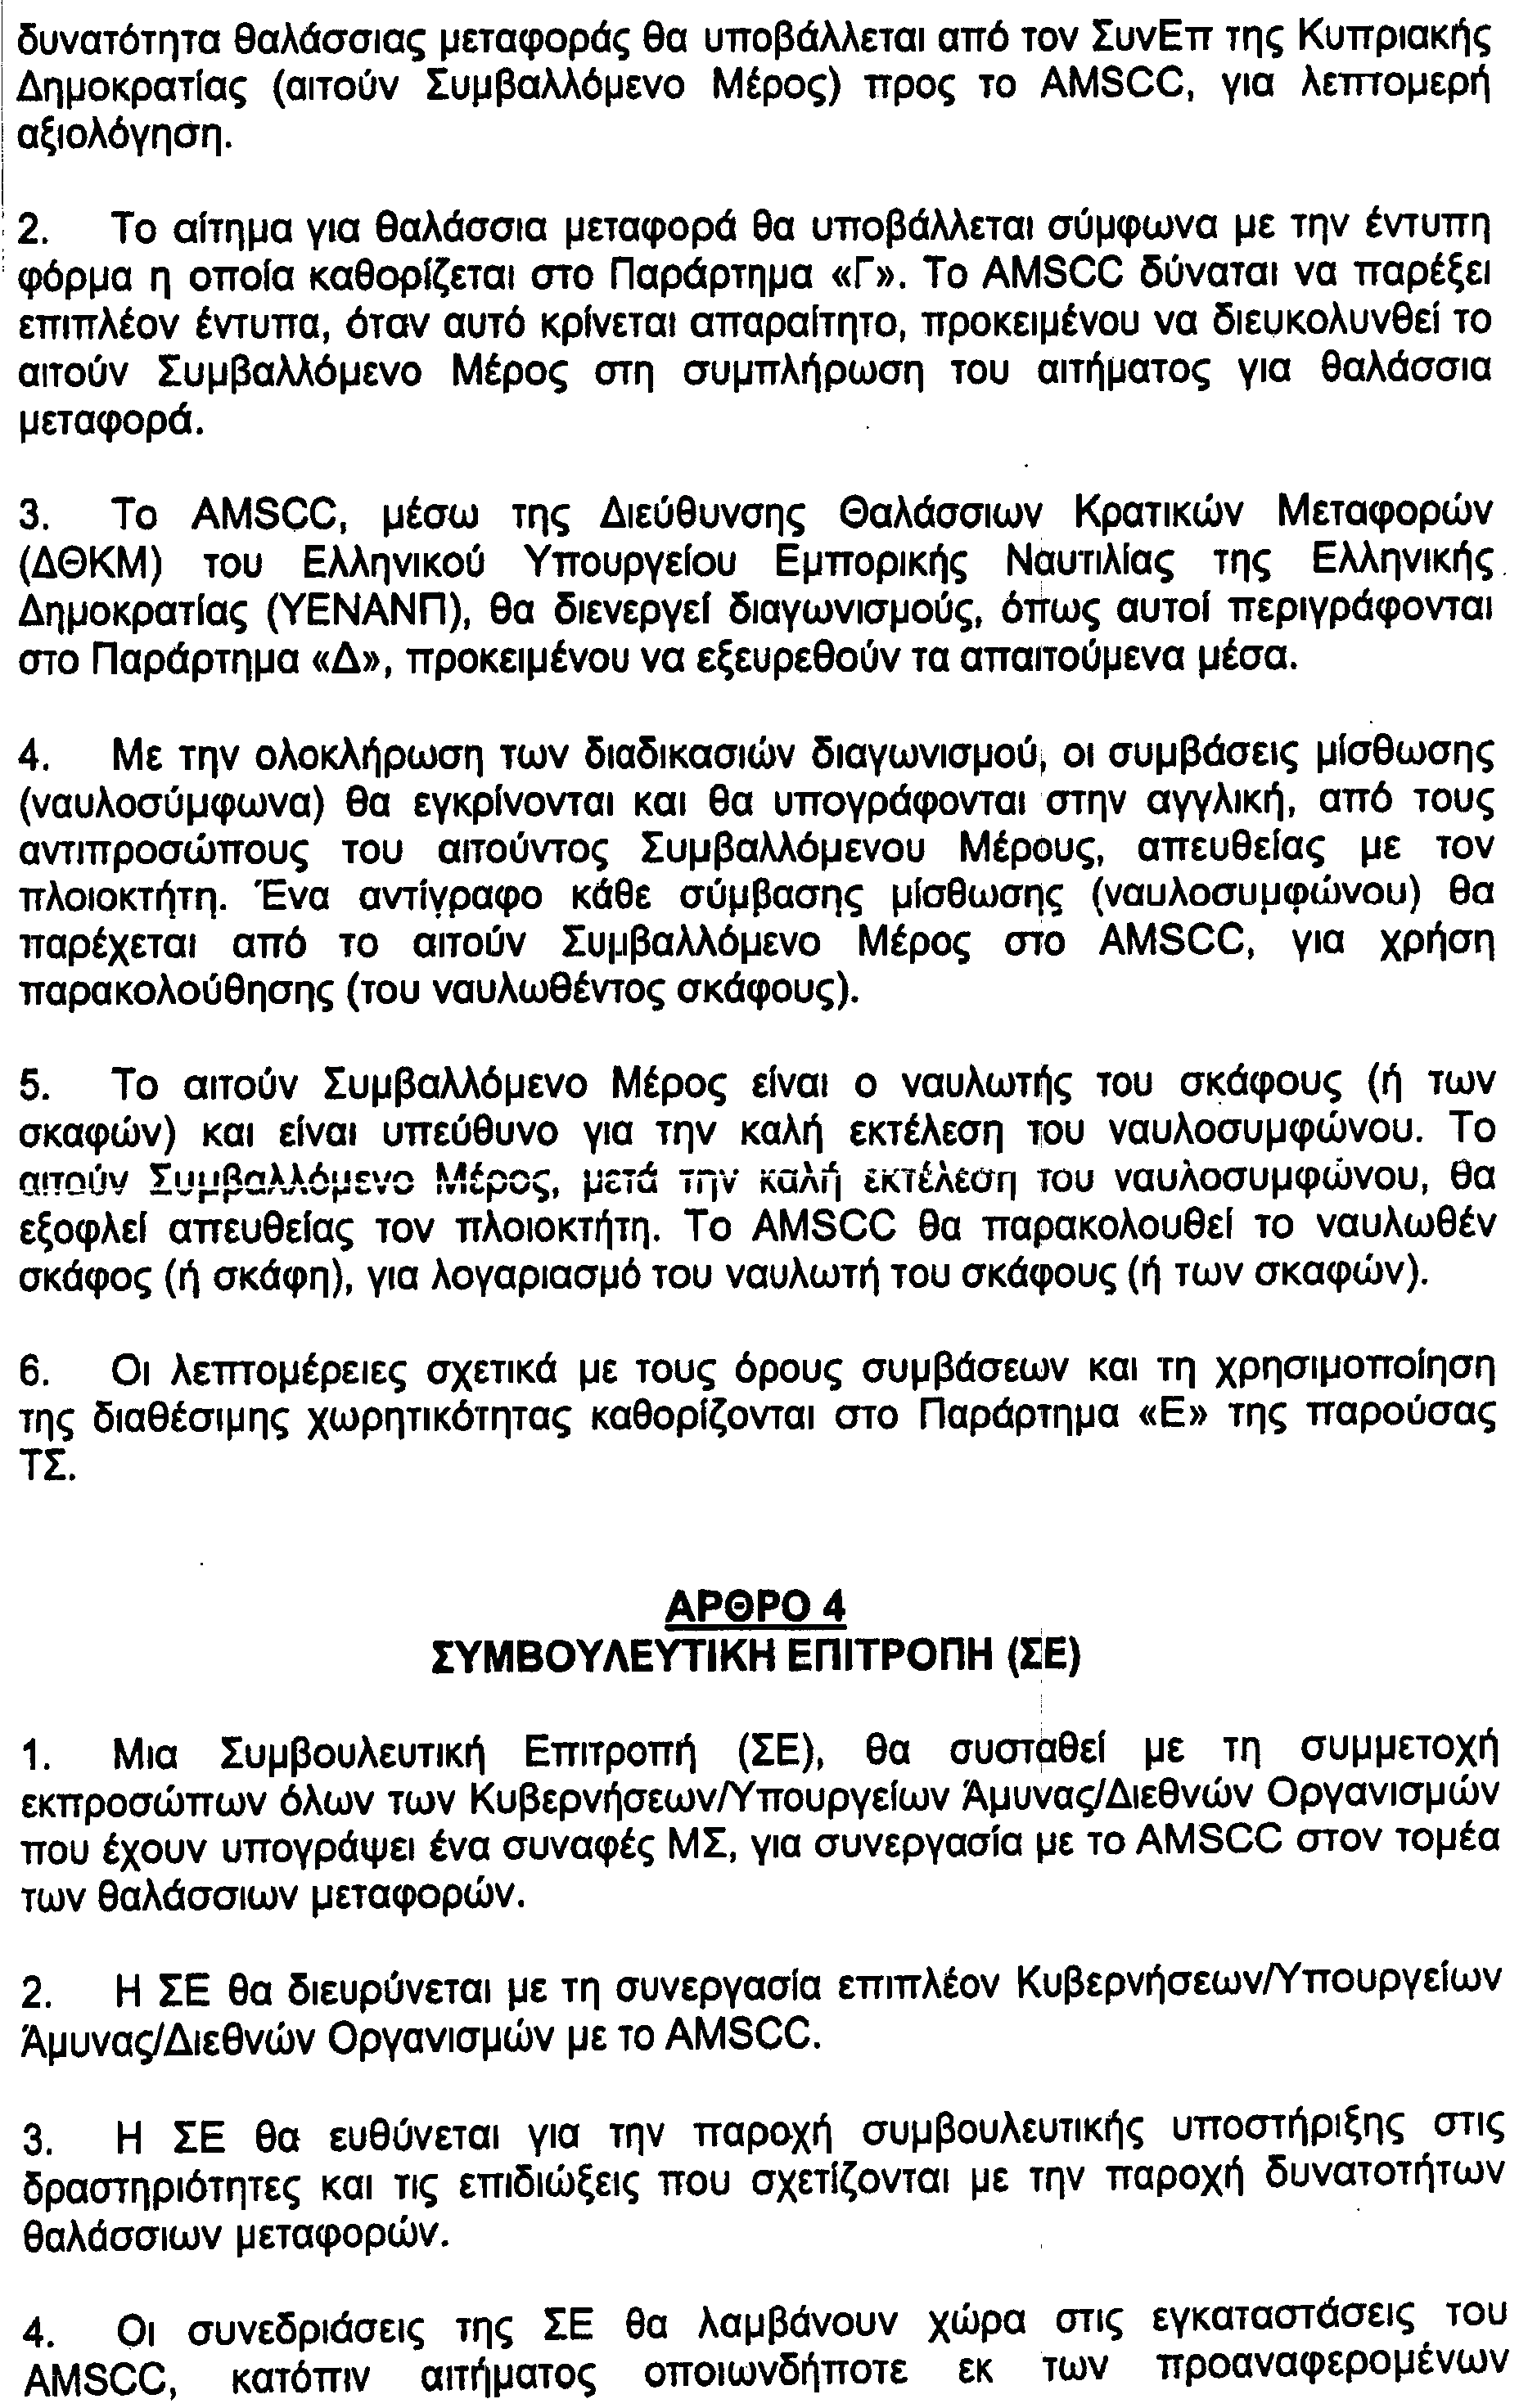 δυνατότητα θαλάσσιας μεταφοράς θα υποβάλλεται από τον ΣυνΕπ της Κυπριακής
Δημοκρατίας (αιτούν Συμβαλλόμενο Μέρος) προς το AMSCC, για λεπτομερή
αξιολόγηση.
2. Το αίτημα για θαλάσσια μεταφορά θα υποβάλλεται σύμφωνα με την έντυπη
φόρμα η οποία καθορίζεται στο Παράρτημα «Γ». Το AMSCC δύναται να παρέξει
επιπλέον έντυπα, όταν αυτό κρίνεται απαραίτητο, προκειμένου να διευκολυνθεί το
αιτούν Συμβαλλόμενο Μέρος στη συμπλήρωση του αιτήματος για θαλάσσια
μεταφορά.
3. Το AMSCC, μέσω της Διεύθυνσης Θαλάσσιων Κρατικών Μεταφορών
(ΔΘΚΜ) του Ελληνικού Υπουργείου Εμπορικής Ναυτιλίας της Ελληνικής
Δημοκρατίας (ΥΕΝΑΝΠ), θα διενεργεί διαγωνισμούς, όπως αυτοί περιγράφονται
στο Παράρτημα «Δ», προκειμένου να εξευρεθούν τα απαιτούμενα μέσα.
4. Με την ολοκλήρωση των διαδικασιών διαγωνισμού, οι συμβάσεις μίσθωσης
(ναυλοσύμφωνα) θα εγκρίνονται και θα υπογράφονται στην αγγλική, από τους
αντιπροσώπους του αιτούντος Συμβαλλόμενου Μέρους, απευθείας με τον
πλοιοκτήτη. Ένα αντίγραφο κάθε σύμβασης μίσθωσης (ναυλοσυμφώνου) θα
παρέχεται από το αιτούν Συμβαλλόμενο Μέρος στο AMSCC, για χρήση
παρακολούθησης (του ναυλωθέντος σκάφους).
5. Το αιτούν Συμβαλλόμενο Μέρος είναι ο ναυλωτής του σκάφους (ή των
σκαφών) και είναι υπεύθυνο για την καλή εκτέλεση του ναυλοσυμφώνου. Το
αιτούν Συμβαλλόμενο Μέρος, μετά την καλή εκτέλεση του ναυλοσυμφώνου, θα
εξοφλεί απευθείας τον πλοιοκτήτη. Το AMSCC θα παρακολουθεί το ναυλωθέν
σκάφος (ή σκάφη), για λογαριασμό του ναυλωτή του σκάφους (ή των σκαφών).
6. Οι λεπτομέρειες σχετικά με τους όρους συμβάσεων και τη χρησιμοποίηση
της διαθέσιμης χωρητικότητας καθορίζονται στο Παράρτημα «Ε» της παρούσας
ΤΣ.
ΑΡΘΡΟ 4
ΣΥΜΒΟΥΛΕΥΤΙΚΗ ΕΠΙΤΡΟΠΗ (ΣΕ)
1. Μια Συμβουλευτική Επιτροπή (ΣΕ), θα συσταθεί με τη συμμετοχή
εκπροσώπων όλων των Κυβερνήσεων/Υπουργείων Άμυνας/Διεθνών Οργανισμών
που έχουν υπογράψει ένα συναφές ΜΣ, για συνεργασία με το AMSCC στον τομέα
των θαλάσσιων μεταφορών.
2. Η ΣΕ θα διευρύνεται με τη συνεργασία επιπλέον Κυβερνήσεων/Υπουργείων
Άμυνας/Διεθνών Οργανισμών με το AMSCC.
3. Η ΣΕ θα ευθύνεται για την παροχή συμβουλευτικής υποστήριξης στις
δραστηριότητες και τις επιδιώξεις που σχετίζονται με την παροχή δυνατοτήτων
θαλάσσιων μεταφορών.
4. Οι συνεδριάσεις της ΣΕ θα λαμβάνουν χώρα στις εγκαταστάσεις του
AMSCC, κατόπιν αιτήματος οποιωνδήποτε εκ των προαναφερομένων